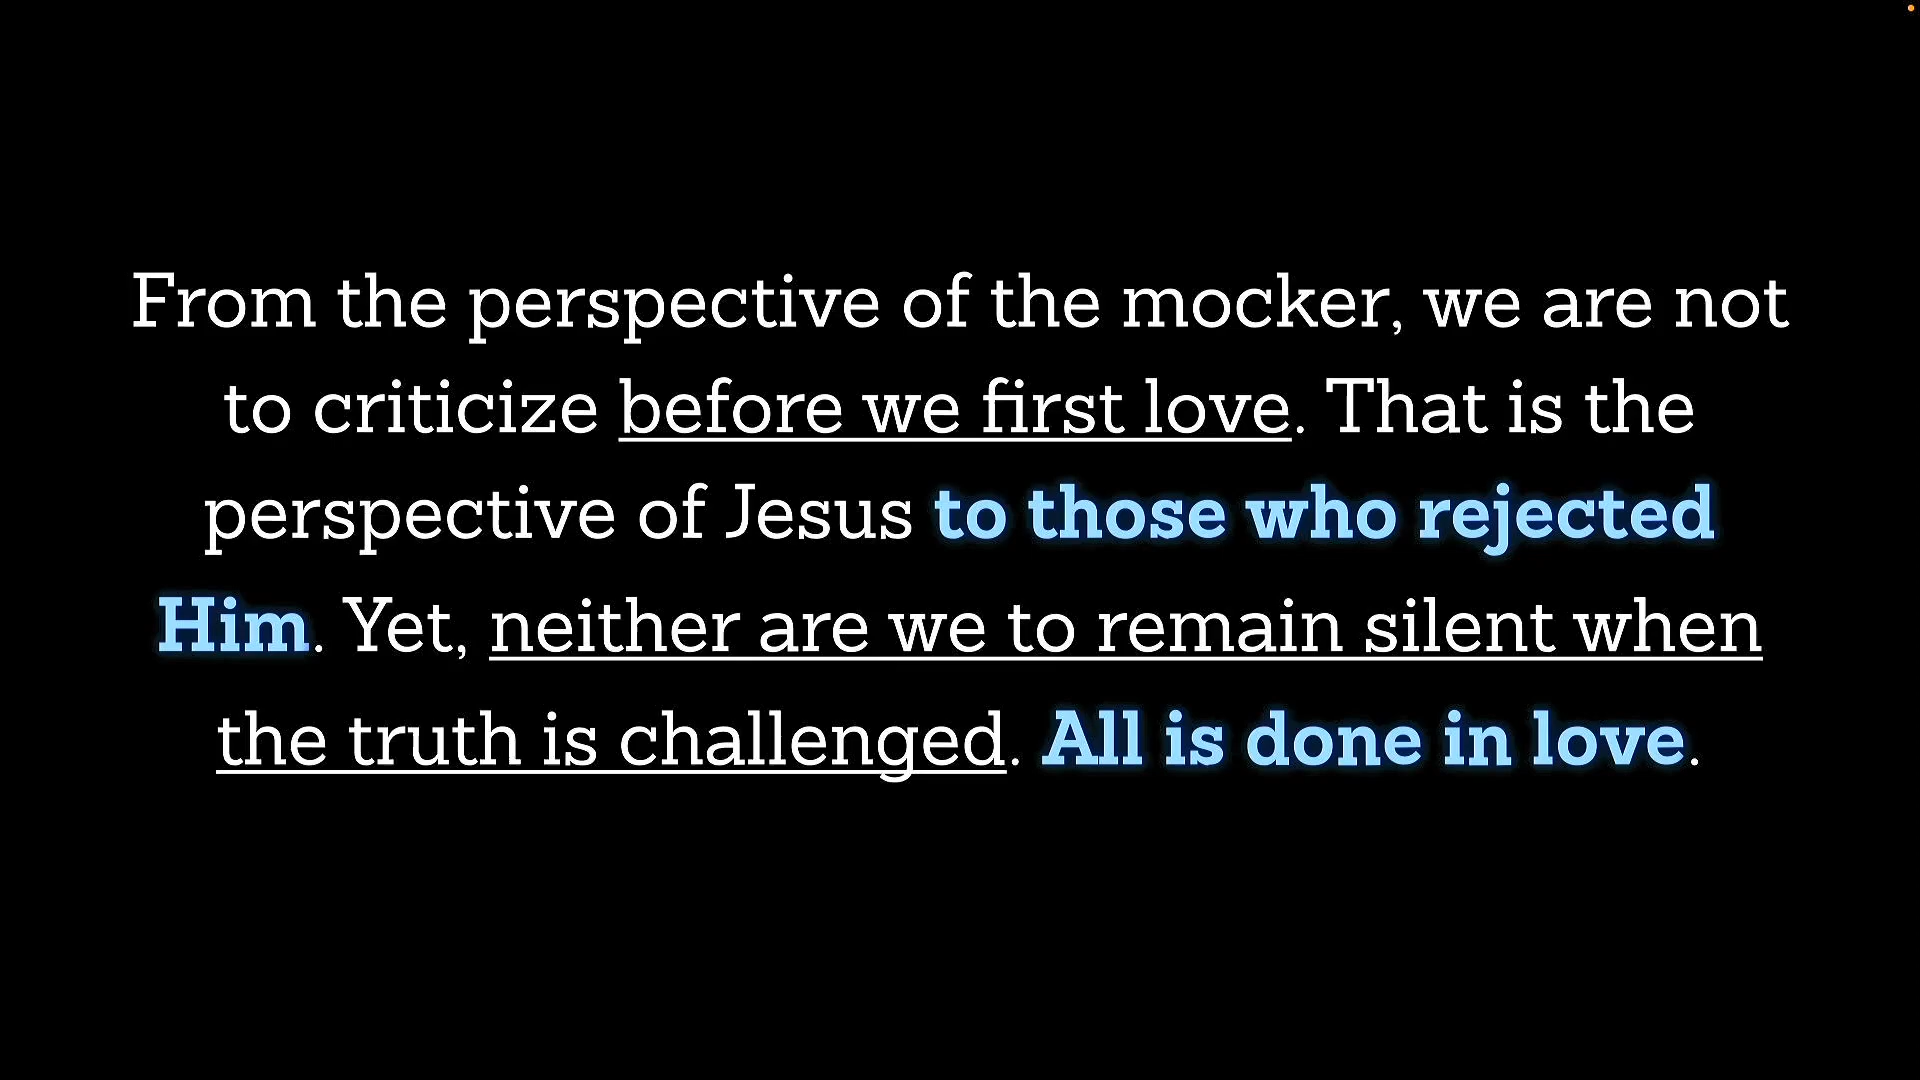 From the perspective of the mocker, we are not
to criticize before we first love. That is the
perspective of Jesus to those who rejected
Him. Yet, neither are we to remain silent when
the truth is challenged. All is done in love.